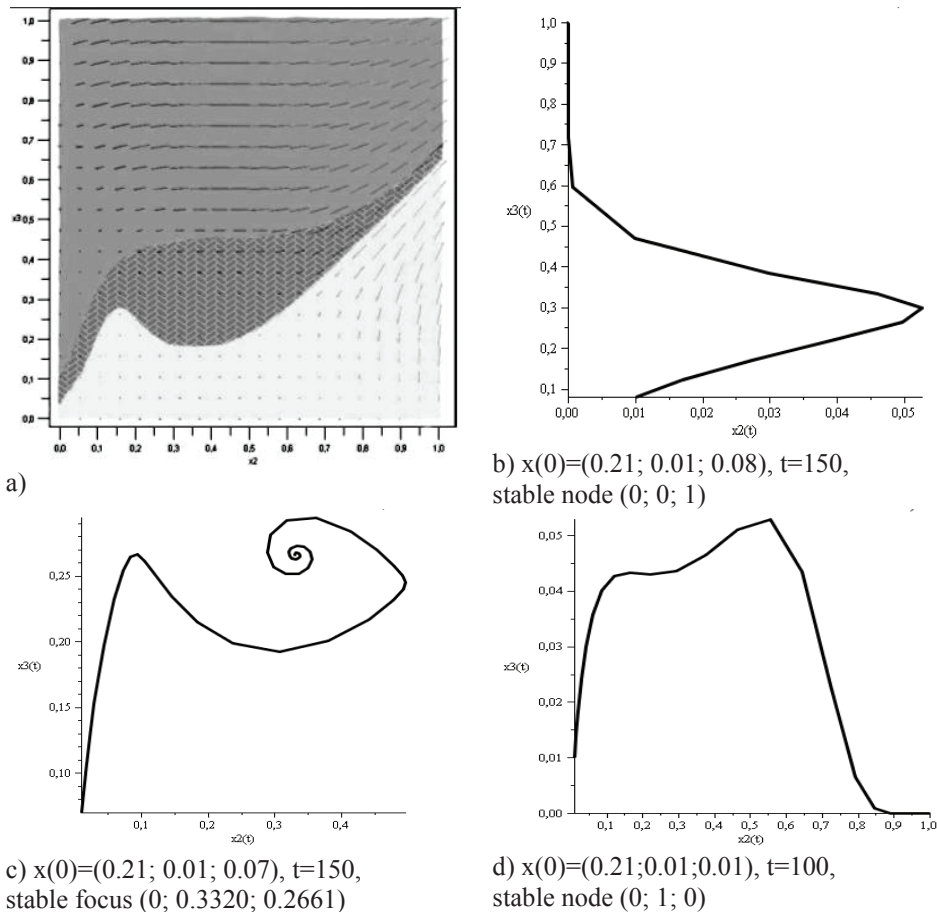 1,0
0,9
0,8
0,7
0,6
x3 0,5
0,4
0,3
0,2
0,1
0,0
0,0 0,1 0,2 0,3 0,4 0,5 0,6 0,7 0,8 0,9 1,0
x2
a)
1,0
0,9
0,8
0,7
0,6
x3(t)
0,5
0,4
0,3
0,2
0,1
0,00 0,01 0,02 0,03 0,04 0,05
x2(t)
b) x(0)=(0.21; 0.01; 0.08), t=150,
stable node (0; 0; 1)
0,25
0,20
x3(t)
0,15
0,10
0,1 0,2 0,3 0,4
x2(t)
c) x(0)=(0.21; 0.01; 0.07), t=150,
stable focus (0; 0.3320; 0.2661)
0,05
0,04
0,03
x3(t)
0,02
0,01
0,00
0,1 0,2 0,3 0,4 0,5 0,6 0,7 0,8 0,9 1,0
x2(t)
d) x(0)=(0.21;0.01;0.01), t=100,
stable node (0; 1; 0)